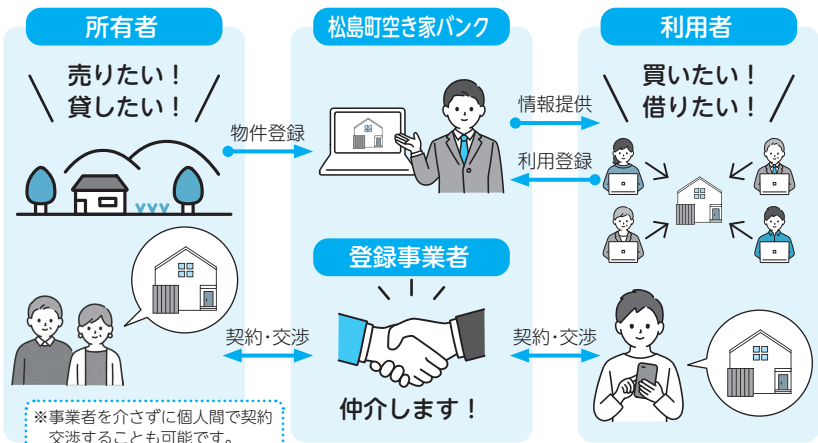 所有者
売りたい！
貸したい！
物件登録
松島町空き家バンク
情報提供
利用登録
利用者
買いたい！
借りたい！
登録事業者
契約・交渉
契約・交渉
仲介します！
※事業者を介さずに個人間で契約
交渉することも可能です。